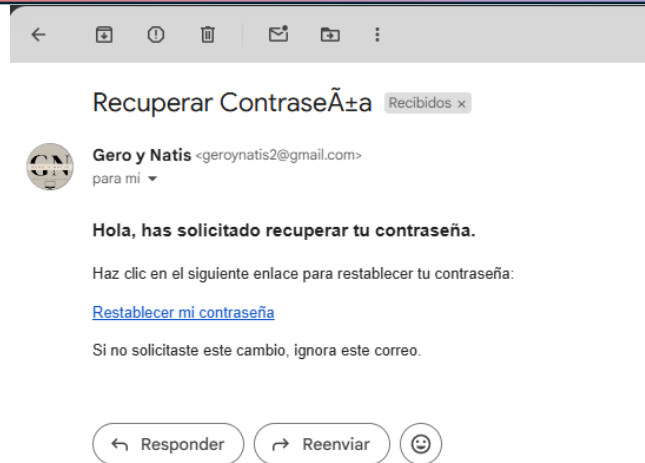 Recuperar ContraseÃ±a Recibidos x
GN
Gero y Natis <geroynatis2@gmail.com>
para mí
Hola, has solicitado recuperar tu contraseña.
Haz clic en el siguiente enlace para restablecer tu contraseña:
Restablecer mi contraseña
Si no solicitaste este cambio, ignora este correo.
Responder Reenviar